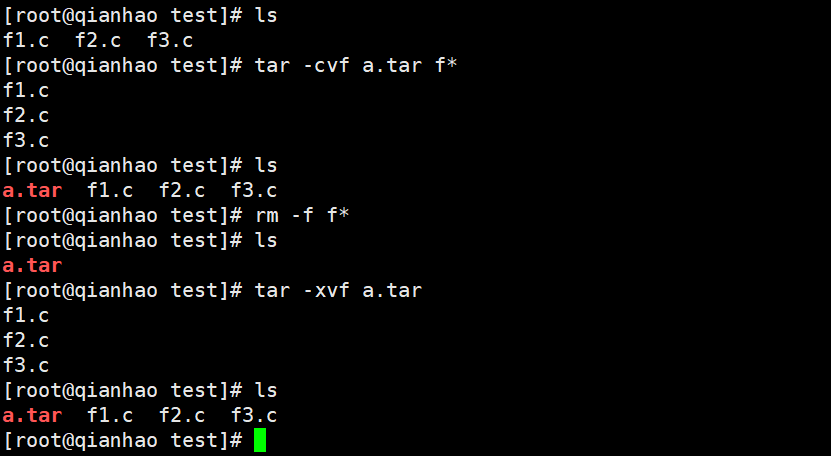 [root@qianhao test]# ls
f1.c  f2.c  f3.c
[root@qianhao test]# tar -cvf a.tar f*
f1.c
f2.c
f3.c
[root@qianhao test]# ls
a.tar  f1.c  f2.c  f3.c
[root@qianhao test]# rm -f f*
[root@qianhao test]# ls
a.tar
[root@qianhao test]# tar -xvf a.tar
f1.c
f2.c
f3.c
[root@qianhao test]# ls
a.tar  f1.c  f2.c  f3.c
[root@qianhao test]#